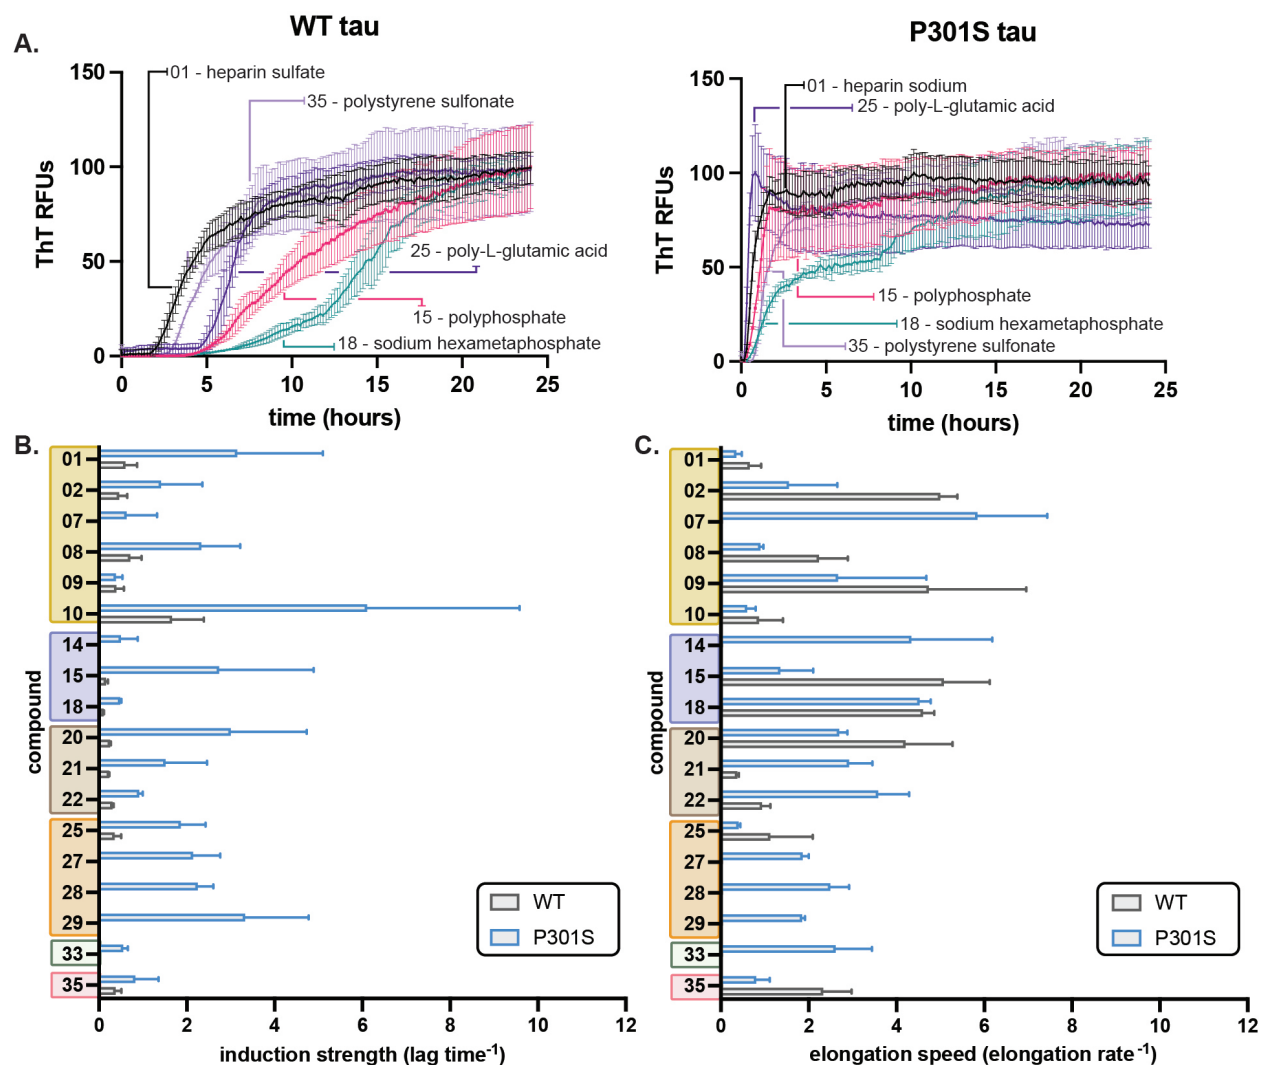 WT tau
P301S tau
A.
150
100
50
0
ThT RFUs
01 - heparin sulfate
35 - polystyrene sulfonate
25 - poly-L-glutamic acid
15 - polyphosphate
18 - sodium hexametaphosphate
0 5 10 15 20 25
time (hours)
150
100
50
0
ThT RFUs
01 - heparin sodium
25 - poly-L-glutamic acid
15 - polyphosphate
18 - sodium hexametaphosphate
35 - polystyrene sulfonate
0 5 10 15 20 25
time (hours)
B.
compound
01
02
07
08
09
10
14
15
18
20
21
22
25
27
28
29
33
35
WT
P301S
0 2 4 6 8 10 12
induction strength (lag time-1)
C.
compound
01
02
07
08
09
10
14
15
18
20
21
22
25
27
28
29
33
35
WT
P301S
0 2 4 6 8 10 12
elongation speed (elongation rate-1)